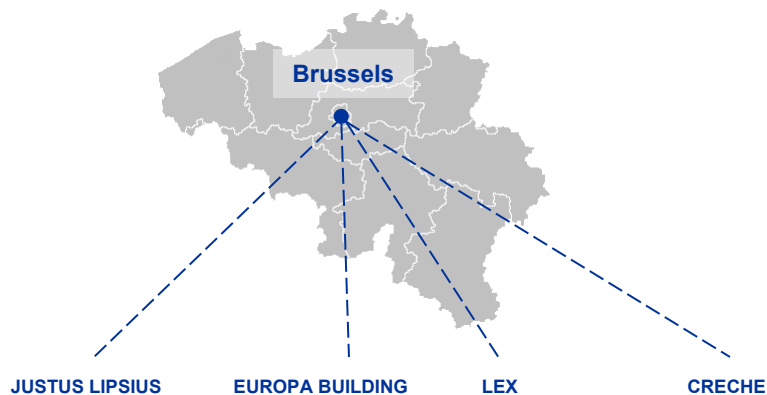 Brussels
JUSTUS LIPSIUS
EUROPA BUILDING
LEX
CRECHE